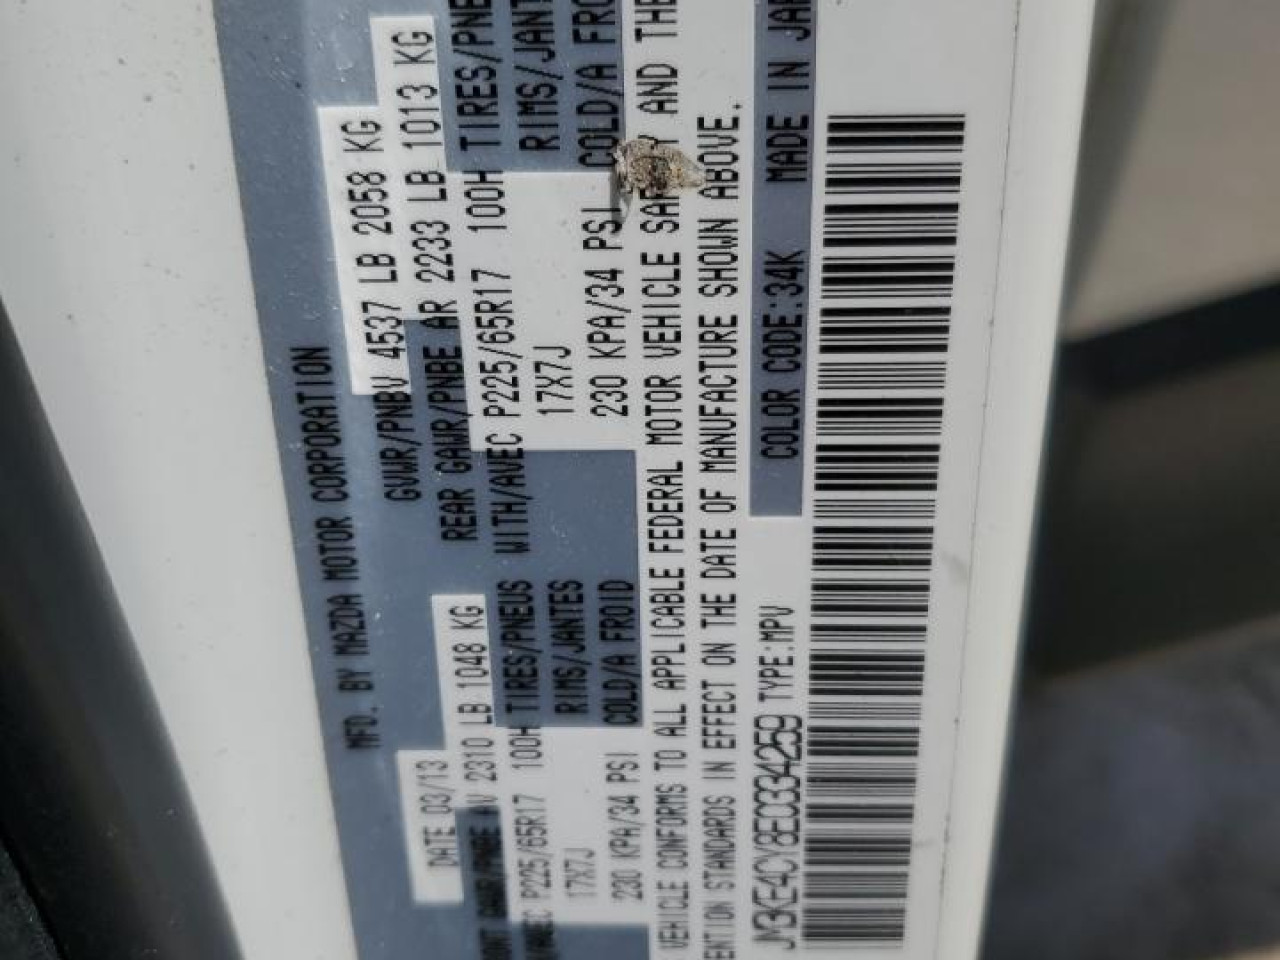 MFD. BY MAZDA MOTOR CORPORATION
DATE 03/13 GVWR/PNBV 4537 LB 2058 KG
AV 2310 LB 1048 KG REAR GAWR/PNBE AR 2233 LB 1013 KG
P225/65R17 100H TIRES/PNEUS WITH/AVEC P225/65R17 100H TIRES/PNE
17X7J RIMS/JANTES 17X7J RIMS/JANT
230 KPA/34 PSI COLD/A FROID 230 KPA/34 PSI COLD/A FRO
VEHICLE CONFORMS TO ALL APPLICABLE FEDERAL MOTOR VEHICLE AND THE
ENTION STANDARDS IN EFFECT ON THE DATE OF MANUFACTURE SHOWN ABOVE.
JM3KE4CY8E0334259 TYPE:MPV COLOR CODE:34K MADE IN JAP